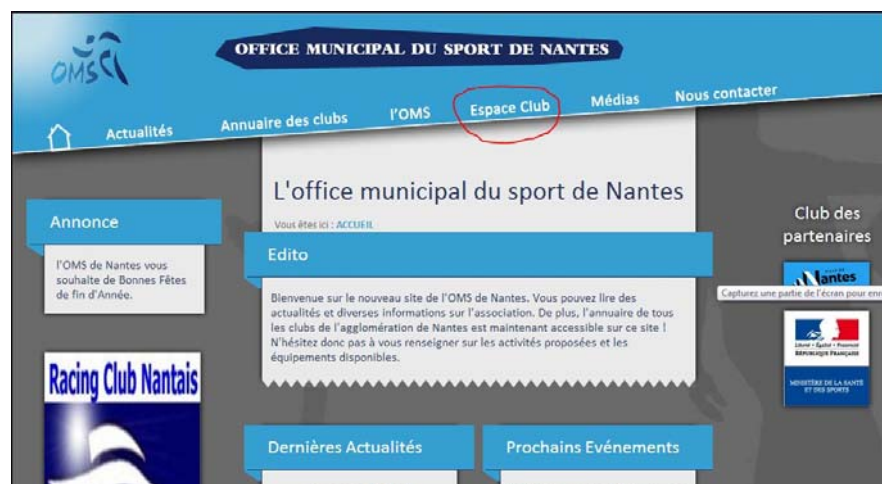 OMS
OFFICE MUNICIPAL DU SPORT DE NANTES
Actualités
Annuaire des clubs
l'OMS
Espace Club
Médias
Nous contacter
L'office municipal du sport de Nantes
Vous êtes ici : ACCUEIL
Annonce
l'OMS de Nantes vous
souhaite de Bonnes Fêtes
de fin d'Année.
Racing Club Nantais
Edito
Bienvenue sur le nouveau site de l'OMS de Nantes. Vous pouvez lire des
actualités et diverses informations sur l'association. De plus, l'annuaire de tous
les clubs de l'agglomération de Nantes est maintenant accessible sur ce site !
N'hésitez donc pas à vous renseigner sur les activités proposées et les
équipements disponibles.
Dernières Actualités
Prochains Evénements
Club des
partenaires
Nantes
Capturez une partie de l'écran pour enre
Liberté • Égalité • Fraternité
RÉPUBLIQUE FRANÇAISE
MINISTÈRE DE LA SANTÉ
ET DES SPORTS